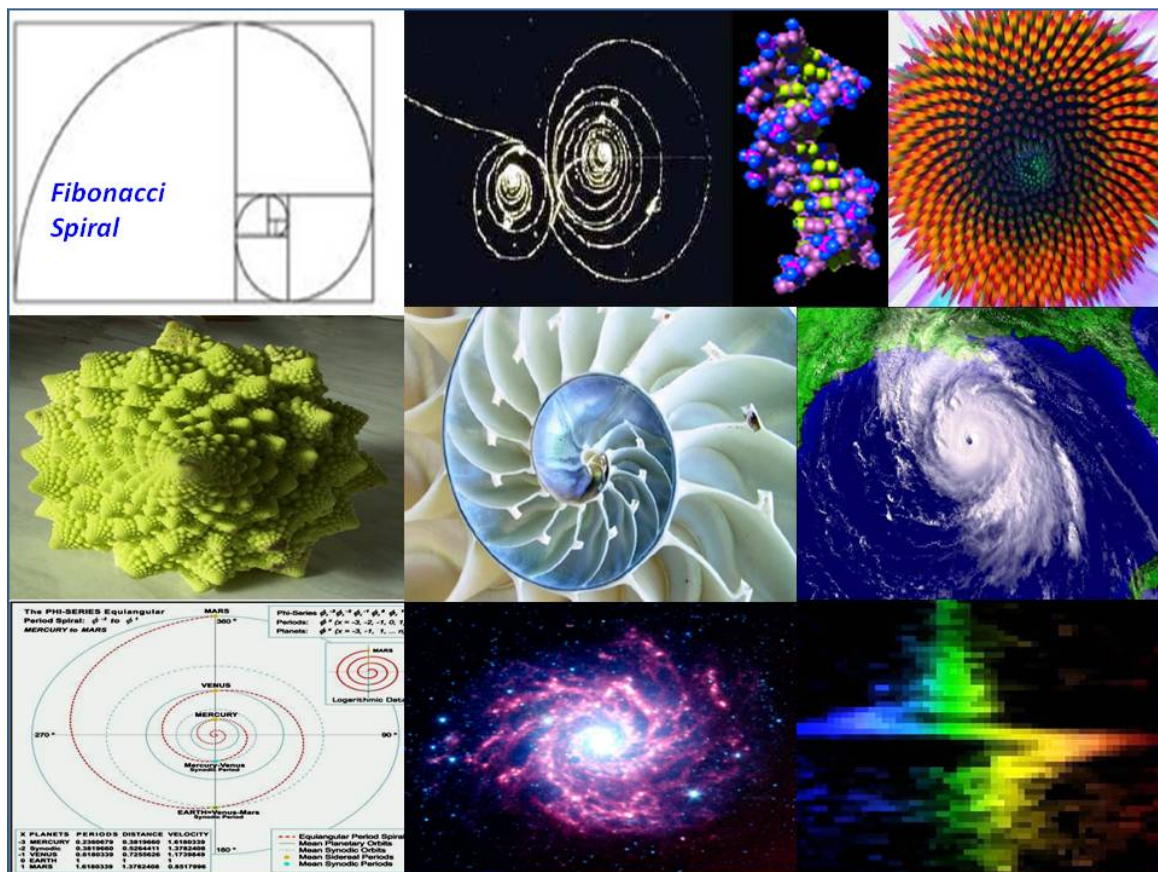 Fibonacci
Spiral
The PHI-SERIES Equiangular
Period Spiral:
MERCURY to MARS
MARS
360 °
Phi-Series
Periods:
Planets:
MARS
Logarithmic Data
VENUS
MERCURY
270 °
90 °
Mercury-Venus
Synodic Period
EARTH=Venus-Mars
Synodic Period
180 °
X PLANETS PERIODS DISTANCE VELOCITY
-3 MERCURY 0.2360679 0.3819660 1.6180339
-2 Synodic 0.3819660 0.5264411 1.3782408
-1 VENUS 0.6180339 0.7255626 1.1739849
0 EARTH 1 1 1
1 MARS 1.6180339 1.3782408 0.8517996
Equiangular Period Spiral
Mean Planetary Orbits
Mean Synodic Orbits
Mean Sidereal Periods
Mean Synodic Periods